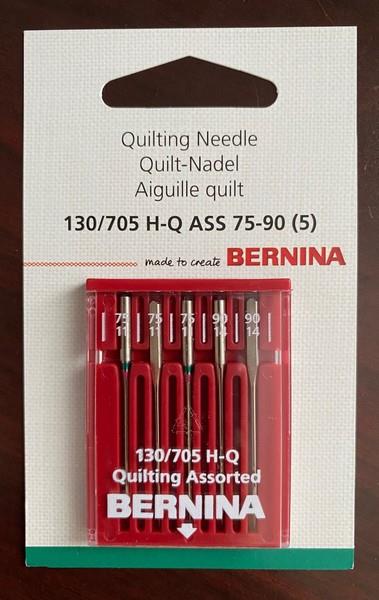 Quilting Needle
Quilt-Nadel
Aiguille quilt
130/705 H-Q ASS 75-90 (5)
made to create BERNINA
75 75 75 90 90
11 11 11 14 14
130/705 H-Q
Quilting Assorted
BERNINA